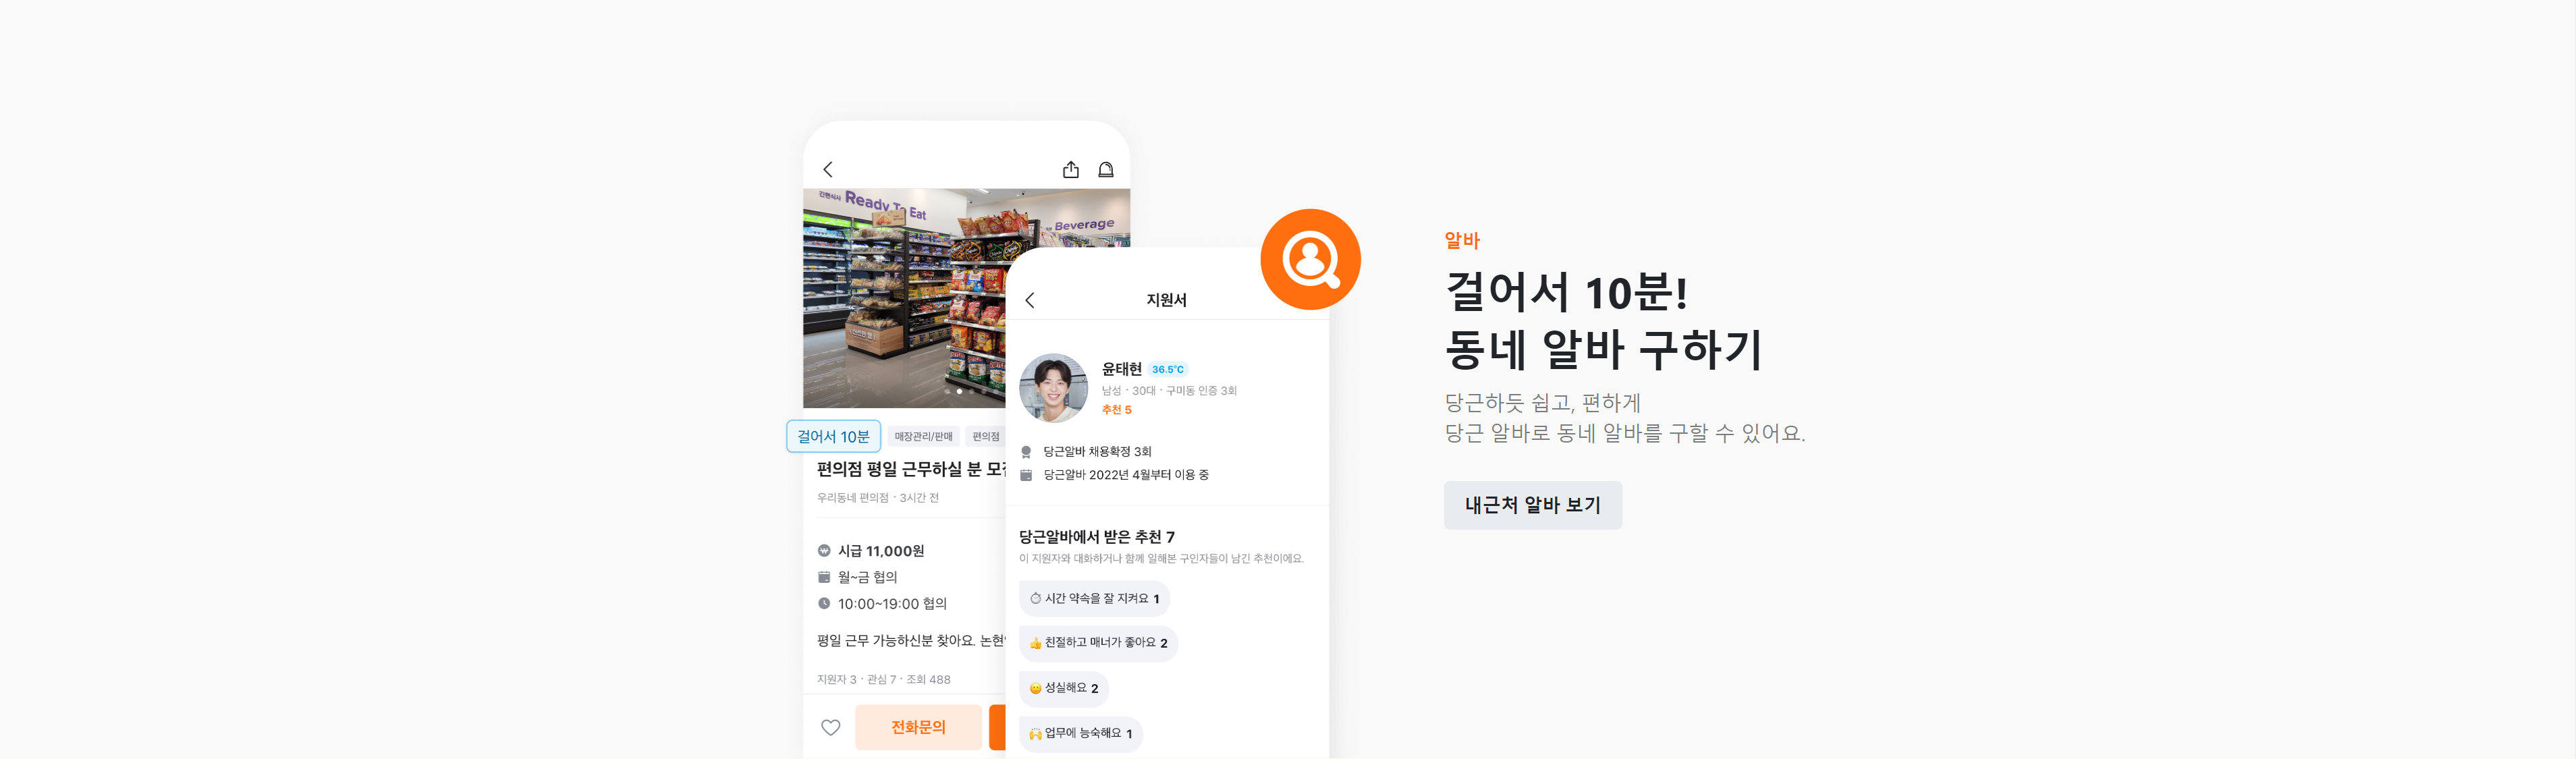 간편식사 Ready To Eat
Beverage
걸어서 10분
매장관리/판매
편의점
편의점 평일 근무하실 분
우리동네 편의점 · 3시간 전
시급 11,000원
월~금 협의
10:00~19:00 협의
평일 근무 가능하신분 찾아요.
지원자 3 · 관심 7 · 조회 488
전화문의
지원서
윤태현 36.5°C
남성 · 30대 · 구미동 인증 3회
추천 5
당근알바 채용확정 3회
당근알바 2022년 4월부터 이용 중
당근알바에서 받은 추천 7
이 지원자와 대화하거나 함께 일해본 구인자들이 남긴 추천이에요.
시간 약속을 잘 지켜요 1
👍 친절하고 매너가 좋아요 2
😀 성실해요 2
🙌 업무에 능숙해요 1
알바
걸어서 10분!
동네 알바 구하기
당근하듯 쉽고, 편하게
당근 알바로 동네 알바를 구할 수 있어요.
내근처 알바 보기